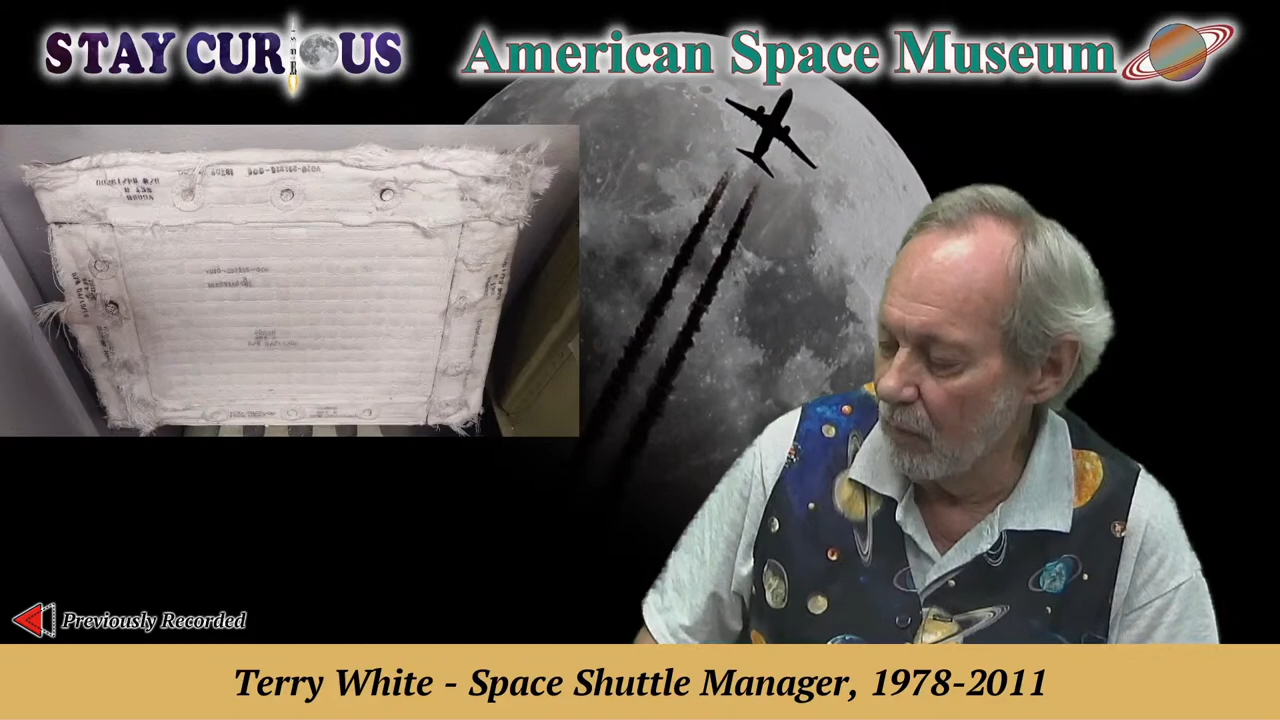 STAY CURIOUS
American Space Museum
Previously Recorded
Terry White - Space Shuttle Manager, 1978-2011